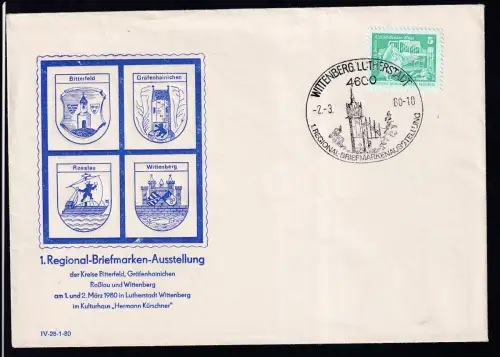 Bitterfeld
Gräfenhainichen
Rosslau
Wittenberg
1. Regional-Briefmarken-Ausstellung
der Kreise Bitterfeld, Gräfenhainichen
Roßlau und Wittenberg
am 1. und 2. März 1980 in Lutherstadt Wittenberg
im Kulturhaus „Hermann Kürschner"
IV-28-1-80
5
WITTENBERG LUTHERSTADT
4600
-2.-3.
80-10
1. REGIONAL-BRIEFMARKENAUSSTELLUNG